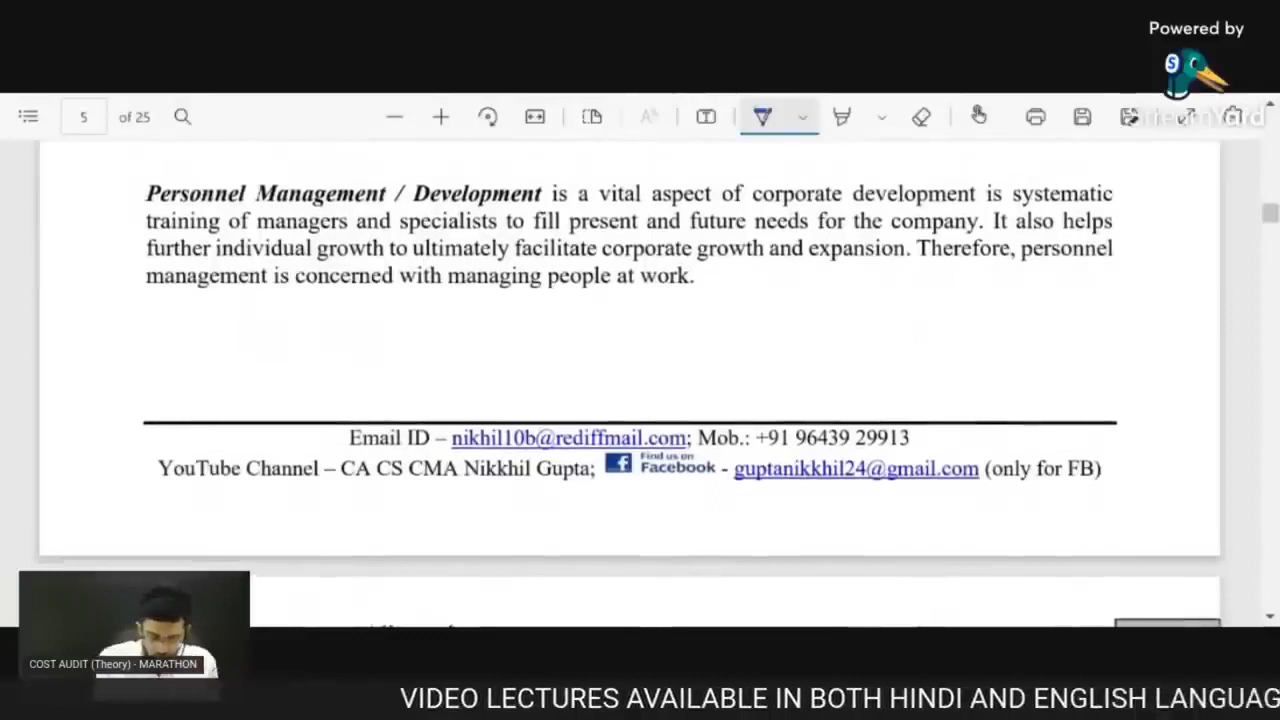 Powered by
S
5 of 25
Personnel Management / Development is a vital aspect of corporate development is systematic
training of managers and specialists to fill present and future needs for the company. It also helps
further individual growth to ultimately facilitate corporate growth and expansion. Therefore, personnel
management is concerned with managing people at work.
Email ID – nikhil10b@rediffmail.com; Mob.: +91 96439 29913
YouTube Channel – CA CS CMA Nikkhil Gupta; Find us on Facebook - guptanikkhil24@gmail.com (only for FB)
COST AUDIT (Theory) - MARATHON
VIDEO LECTURES AVAILABLE IN BOTH HINDI AND ENGLISH LANGUAG